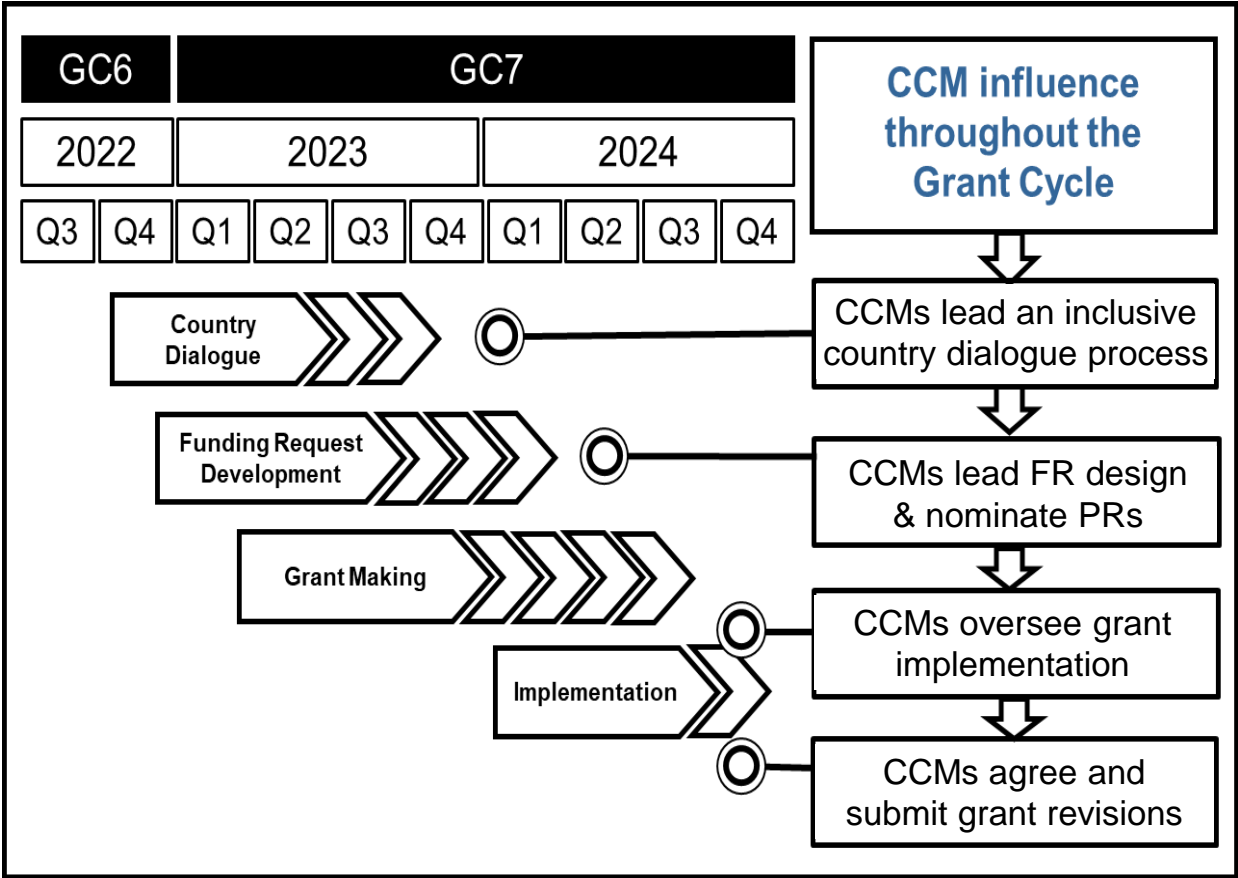 GC6 GC7
2022 2023 2024
Q3 Q4 Q1 Q2 Q3 Q4 Q1 Q2 Q3 Q4
CCM influence
throughout the
Grant Cycle
Country
Dialogue
CCMs lead an inclusive
country dialogue process
Funding Request
Development
CCMs lead FR design
& nominate PRs
Grant Making
CCMs oversee grant
implementation
Implementation
CCMs agree and
submit grant revisions